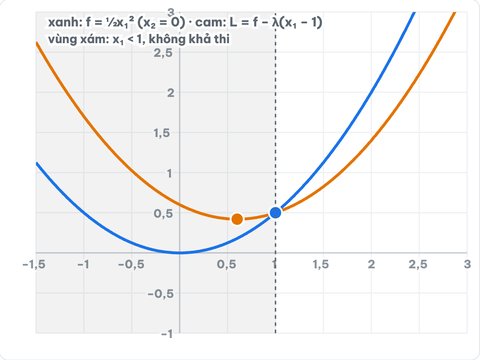 xanh: f = ½x₁² (x₂ = 0) · cam: L = f − λ(x₁ − 1)
vùng xám: x₁ < 1, không khả thi
3
2,5
2
1,5
1
0,5
-1,5 -1 -0,5 0 0,5 1 1,5 2 2,5 3
-0,5
-1